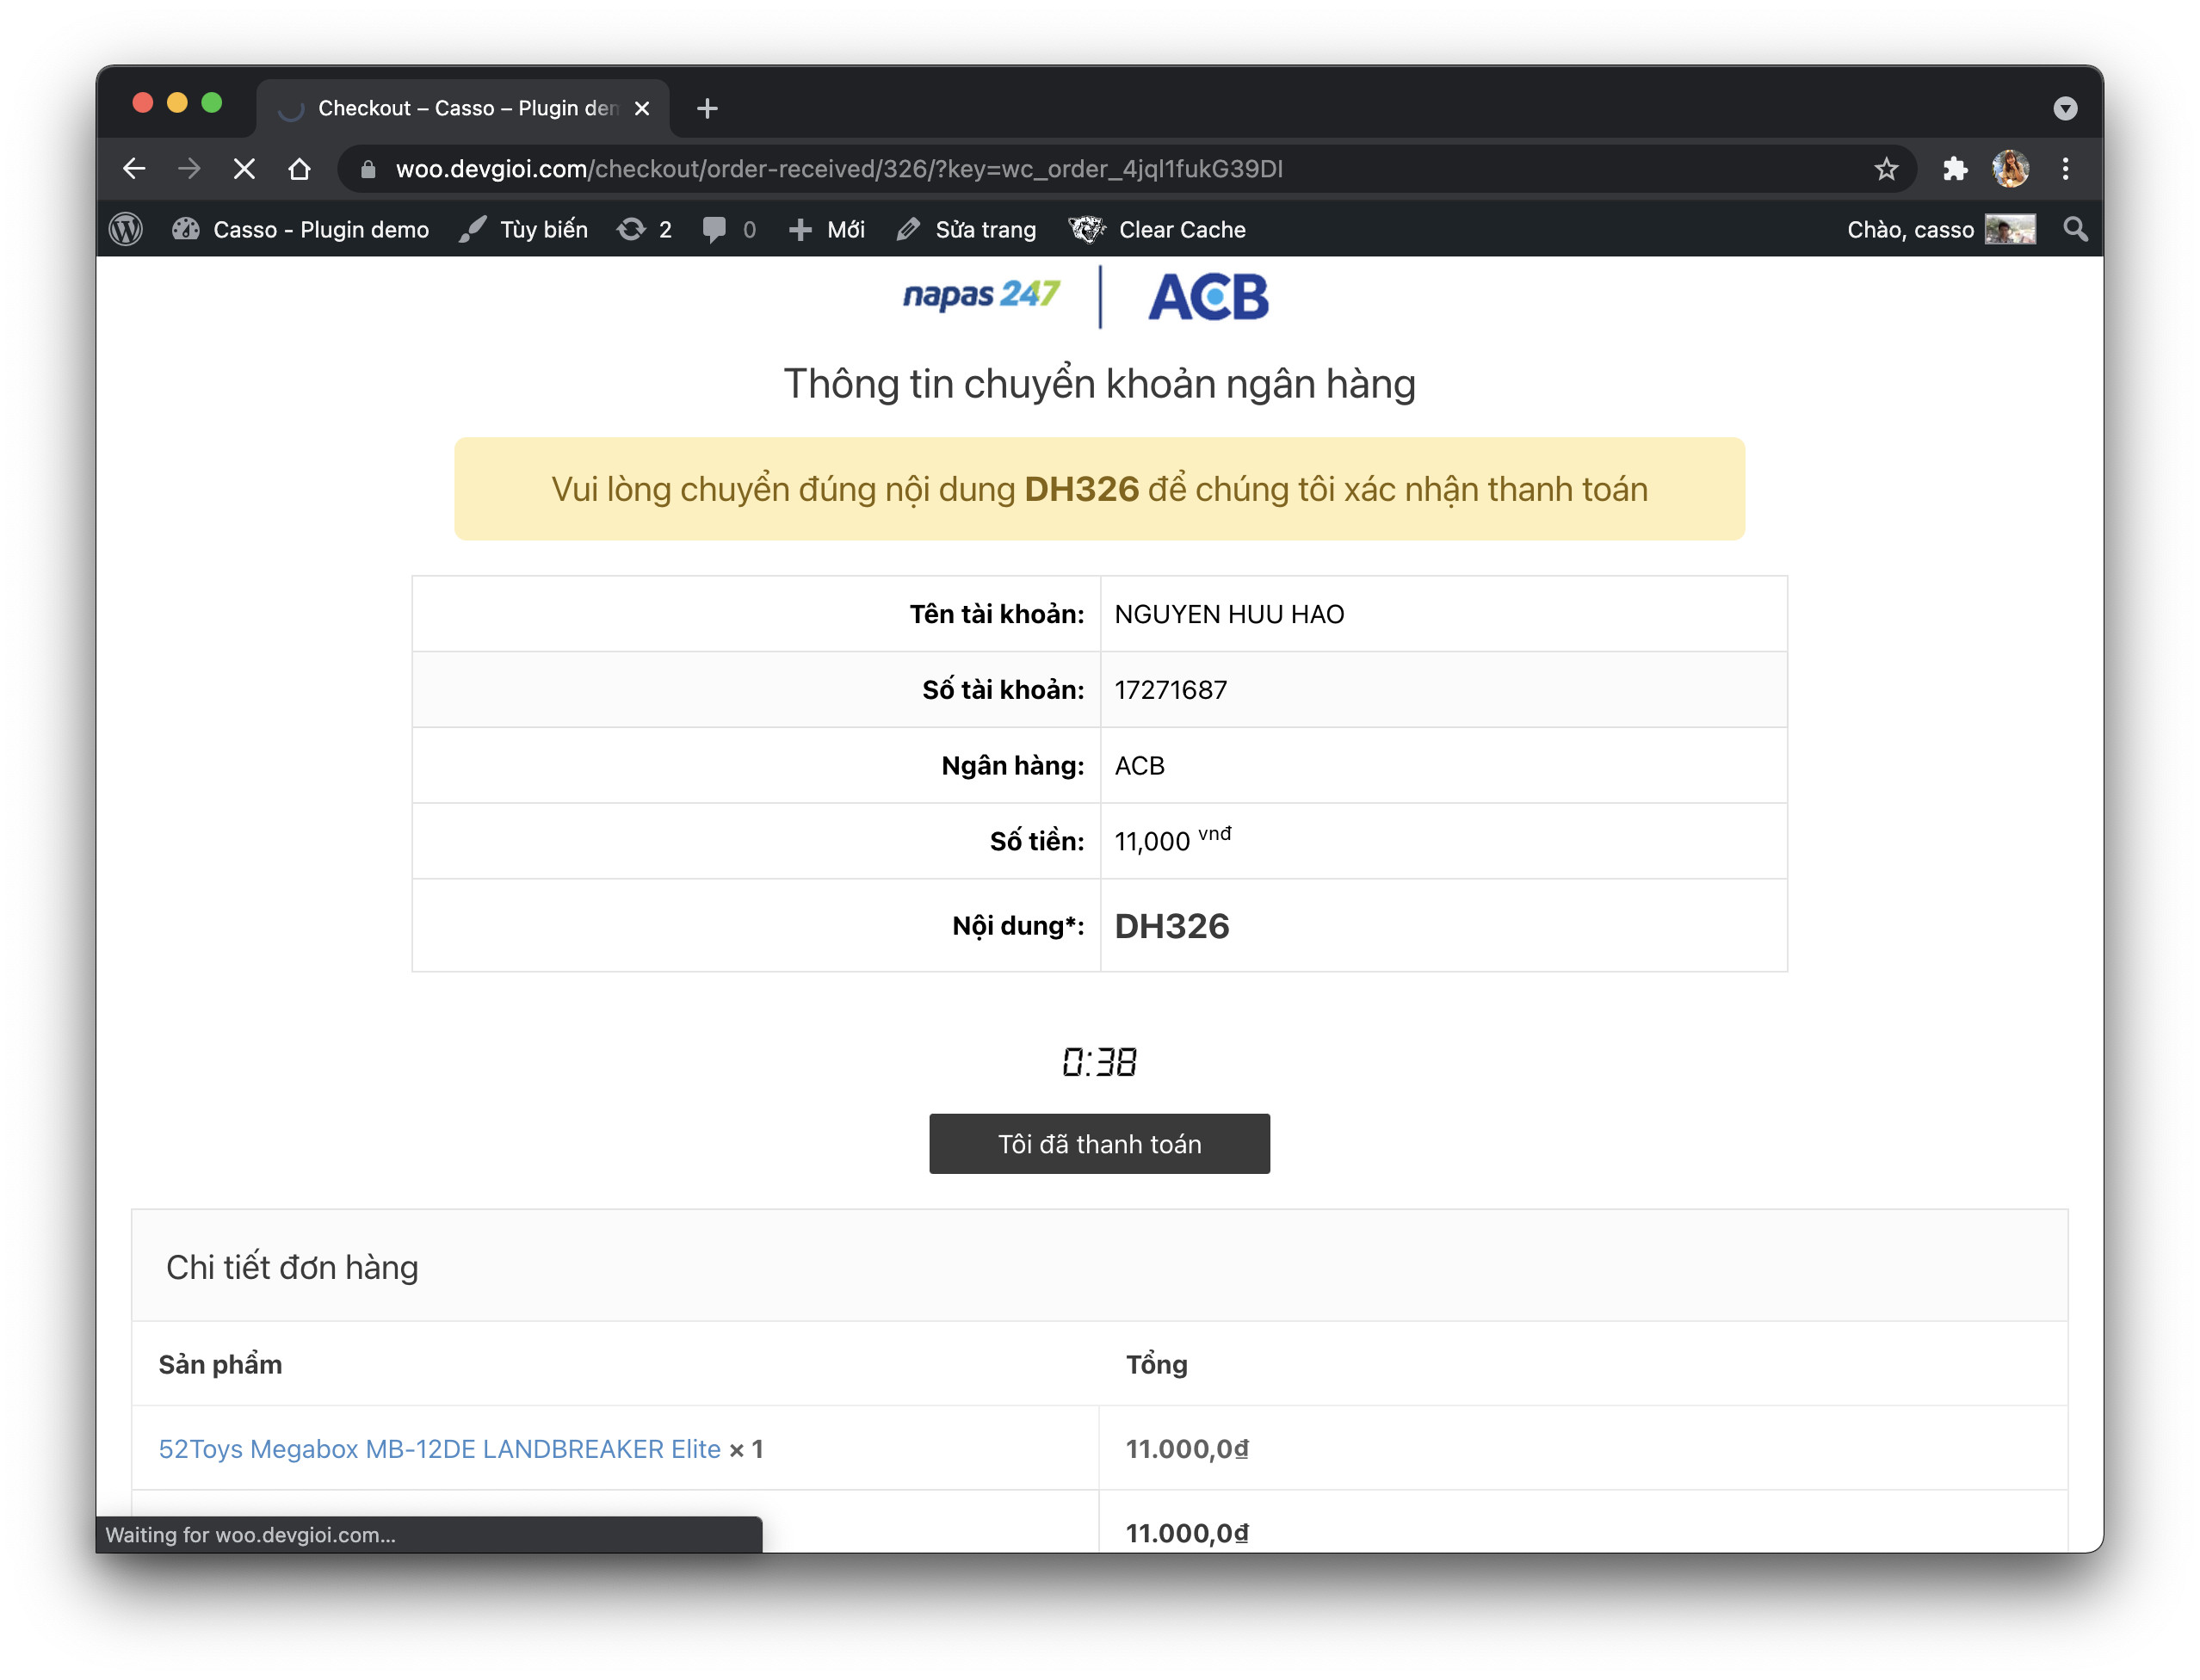 Checkout – Casso – Plugin den
woo.devgioi.com/checkout/order-received/326/?key=wc_order_4jql1fukG39DI
Casso - Plugin demo Tùy biến 2 0 Mới Sửa trang Clear Cache Chào, casso
napas 247 ACB
Thông tin chuyển khoản ngân hàng
Vui lòng chuyển đúng nội dung DH326 để chúng tôi xác nhận thanh toán
Tên tài khoản: NGUYEN HUU HAO
Số tài khoản: 17271687
Ngân hàng: ACB
Số tiền: 11,000 vnđ
Nội dung*: DH326
0:38
Tôi đã thanh toán
Chi tiết đơn hàng
Sản phẩm Tổng
52Toys Megabox MB-12DE LANDBREAKER Elite × 1 11.000,0₫
11.000,0₫
Waiting for woo.devgioi.com...